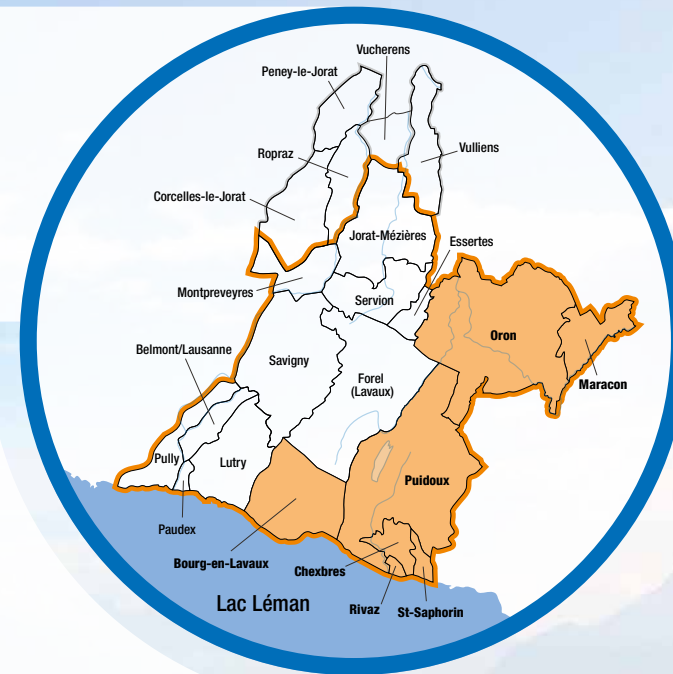 Vucherens
Peney-le-Jorat
Ropraz
Vulliens
Corcelles-le-Jorat
Jorat-Mézières
Essertes
Montpreveyres
Servion
Oron
Belmont/Lausanne
Savigny
Forel
(Lavaux)
Maracon
Pully
Lutry
Puidoux
Paudex
Bourg-en-Lavaux
Chexbres
Lac Léman
Rivaz
St-Saphorin